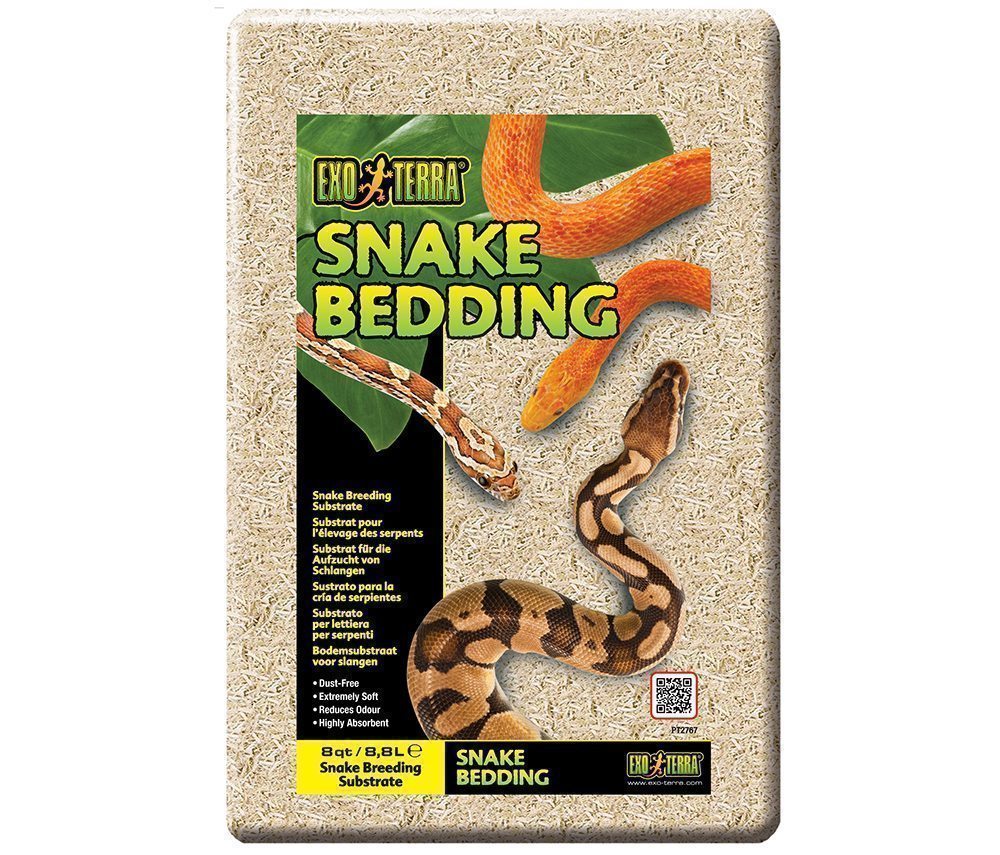 EXO TERRA®
SNAKE
BEDDING
Snake Breeding
Substrate
Substrat pour
l'élevage des serpents
Substrat für die
Aufzucht von
Schlangen
Sustrato para la
cría de serpientes
Substrato
per lettiera
per serpenti
Bodemsubstraat
voor slangen
• Dust-Free
• Extremely Soft
• Reduces Odour
• Highly Absorbent
PT2767
8 qt / 8,8L ℮
Snake Breeding
Substrate
SNAKE
BEDDING
EXO TERRA®
www.exo-terra.com